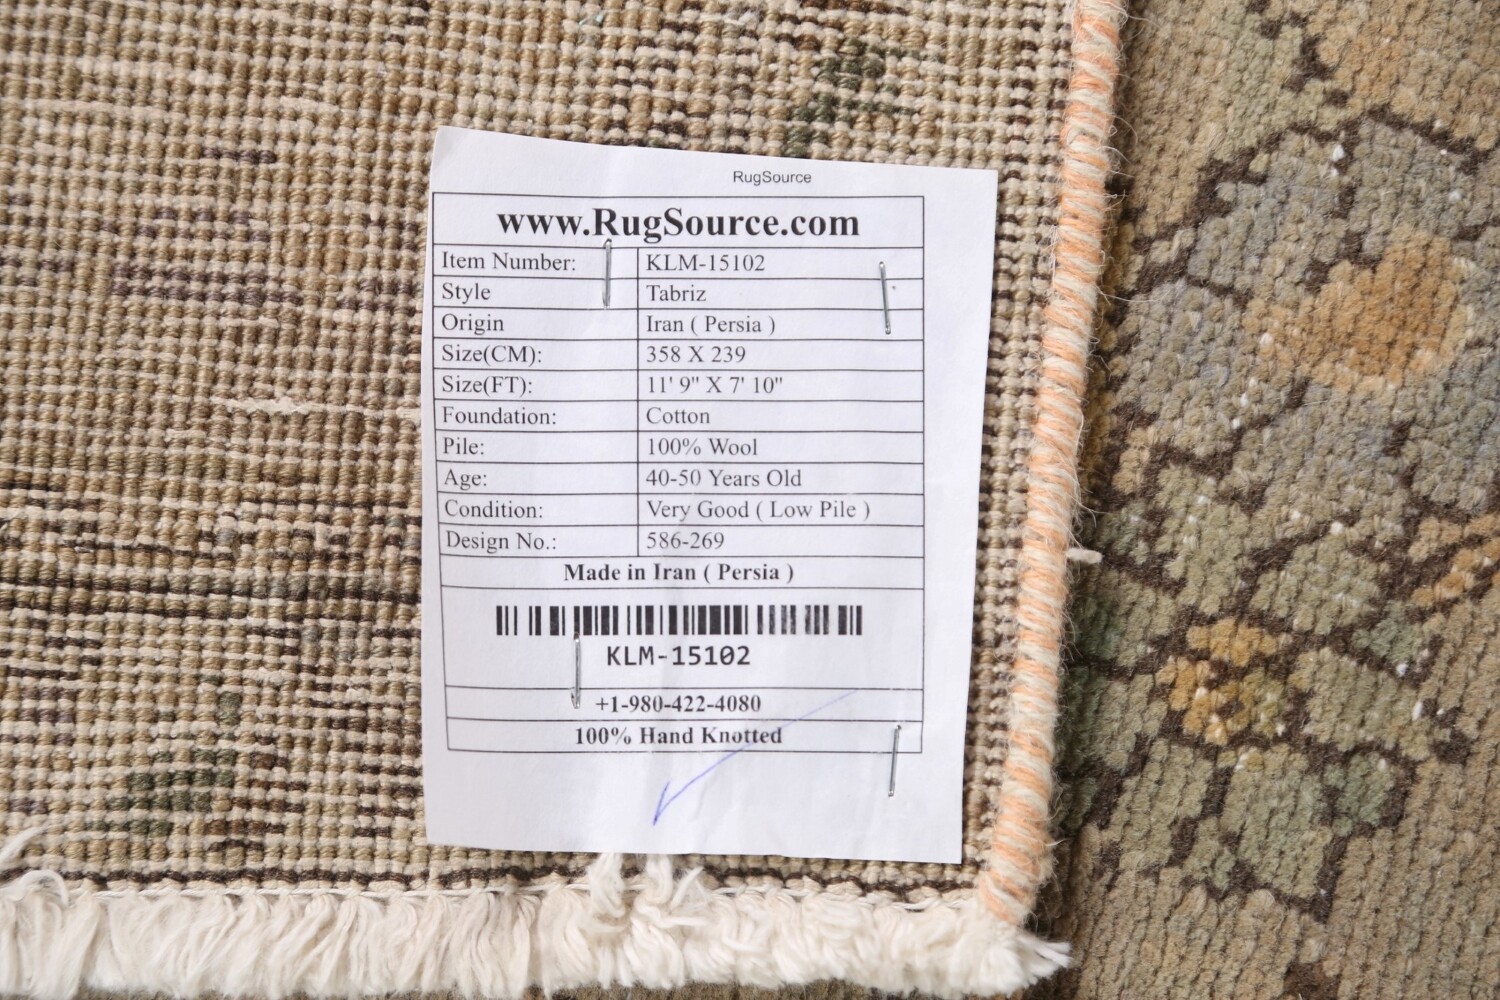 RugSource
www.RugSource.com
Item Number: KLM-15102
Style Tabriz
Origin Iran ( Persia )
Size(CM): 358 X 239
Size(FT): 11' 9" X 7' 10"
Foundation: Cotton
Pile: 100% Wool
Age: 40-50 Years Old
Condition: Very Good ( Low Pile )
Design No.: 586-269
Made in Iran ( Persia )
KLM-15102
+1-980-422-4080
100% Hand Knotted